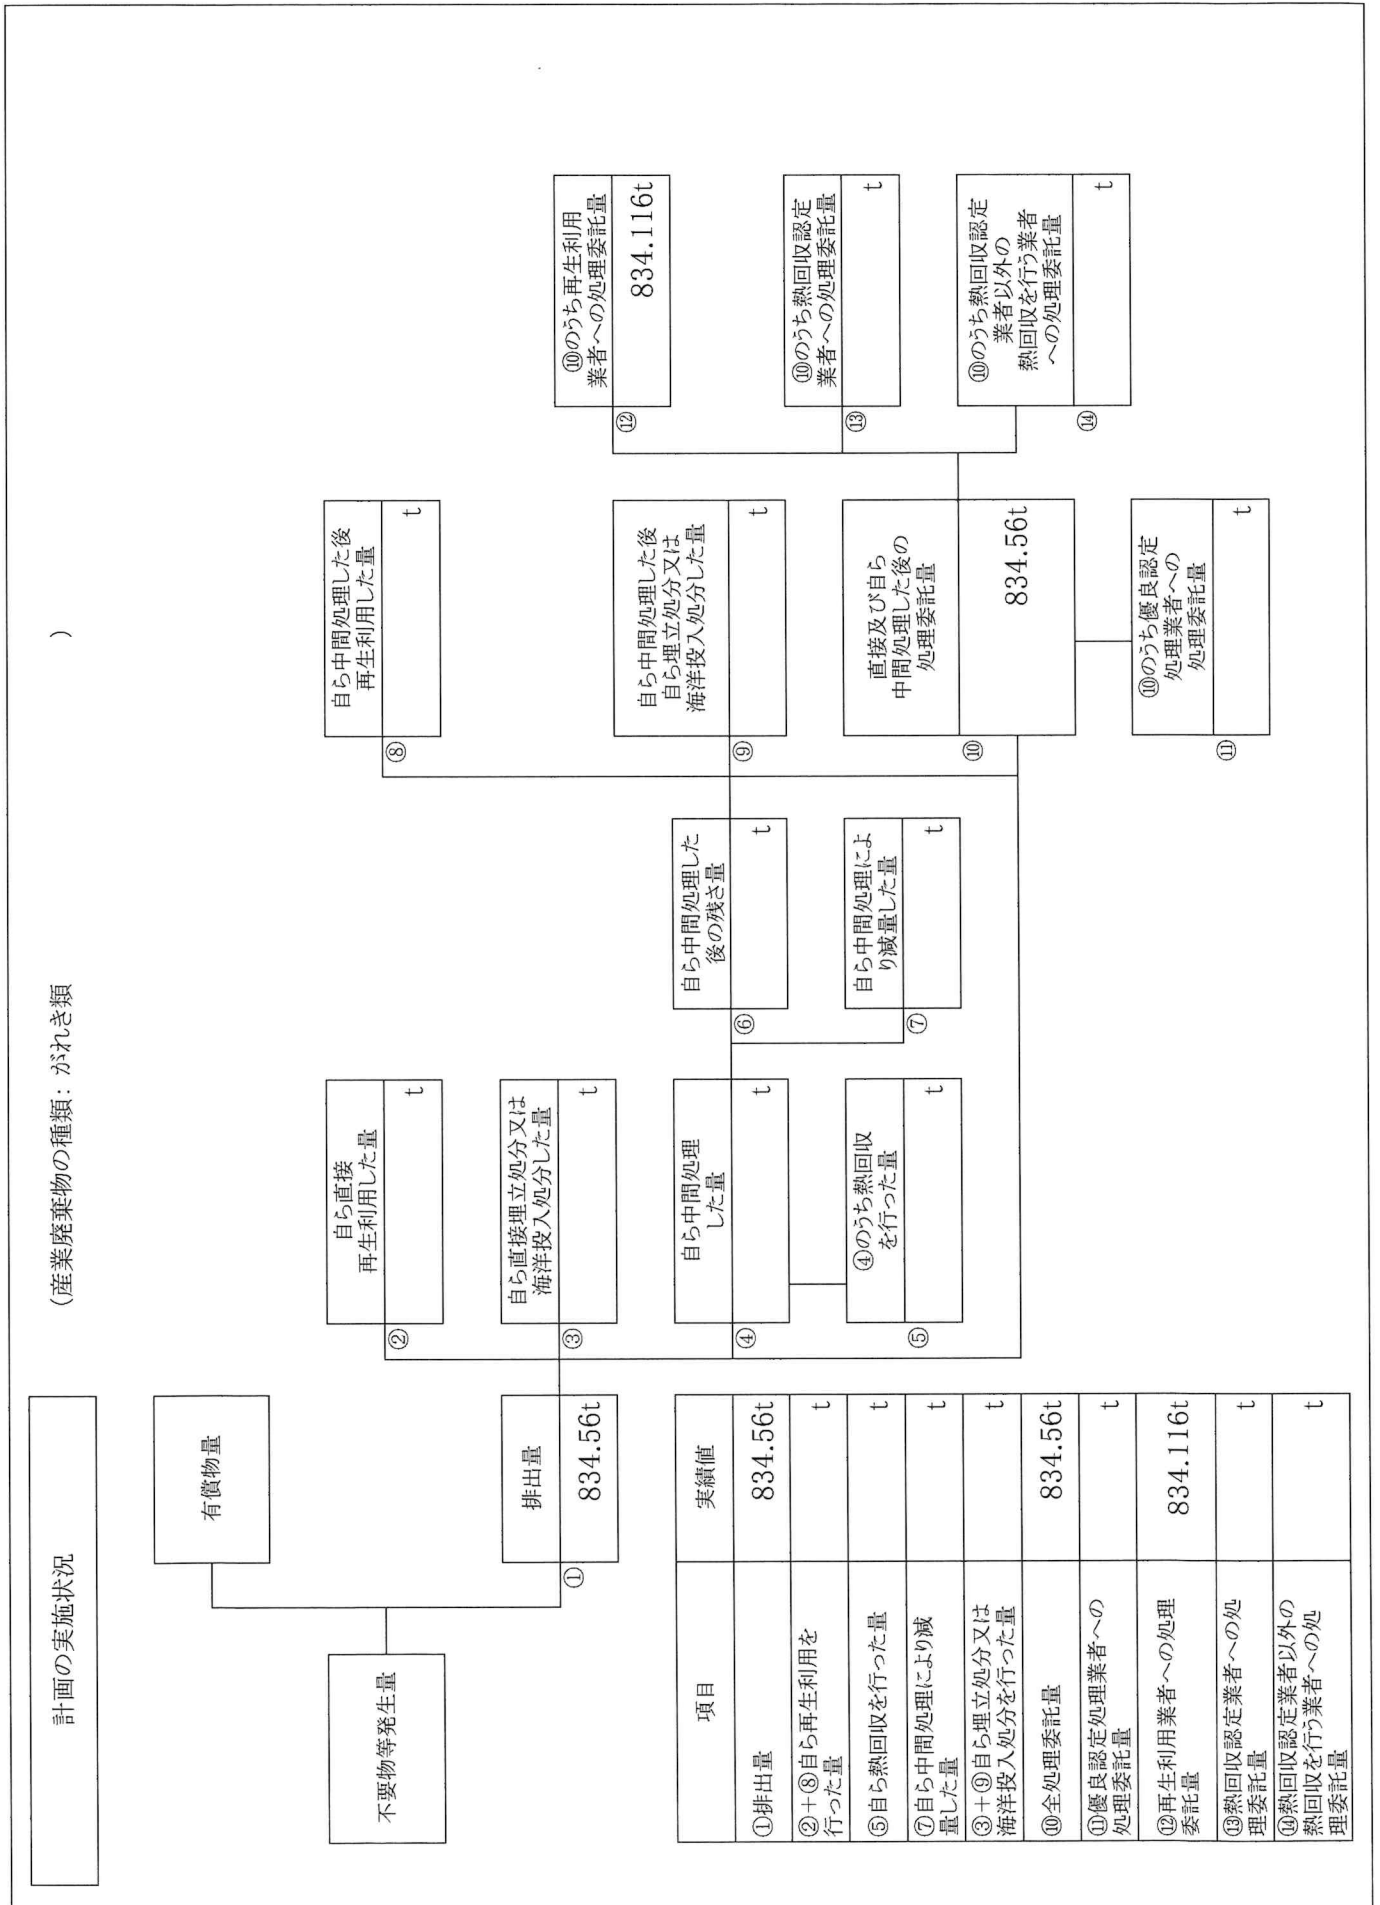 計画の実施状況
(産業廃棄物の種類：がれき類 )
不要物等発生量
有償物量
①
排出量
834.56t
②
自ら直接
再生利用した量
t
③
自ら直接埋立処分又は
海洋投入処分した量
t
④
自ら中間処理
した量
t
⑤
④のうち熱回収
を行った量
t
⑥
自ら中間処理した
後の残さ量
t
⑦
自ら中間処理によ
り減量した量
t
⑧
自ら中間処理した後
再生利用した量
t
⑨
自ら中間処理した後
自ら埋立処分又は
海洋投入処分した量
t
⑩
直接及び自ら
中間処理した後の
処理委託量
834.56t
⑪
⑩のうち優良認定
処理業者への
処理委託量
t
⑫
⑩のうち再生利用
業者への処理委託量
834.116t
⑬
⑩のうち熱回収認定
業者への処理委託量
t
⑭
⑩のうち熱回収認定
業者以外の
熱回収を行う業者
への処理委託量
t
項目 実績値
①排出量 834.56t
②＋⑧自ら再生利用を
行った量 t
⑤自ら熱回収を行った量 t
⑦自ら中間処理により減
量した量 t
③＋⑨自ら埋立処分又は
海洋投入処分を行った量 t
⑩全処理委託量 834.56t
⑪優良認定処理業者への
処理委託量 t
⑫再生利用業者への処理
委託量 834.116t
⑬熱回収認定業者への処
理委託量 t
⑭熱回収認定業者以外の
熱回収を行う業者への処
理委託量 t